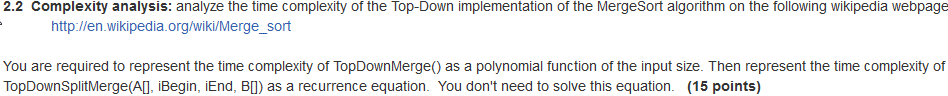 2.2 Complexity analysis: analyze the time complexity of the Top-Down implementation of the MergeSort algorithm on the following wikipedia webpage
http://en.wikipedia.org/wiki/Merge_sort
You are required to represent the time complexity of TopDownMerge() as a polynomial function of the input size. Then represent the time complexity of
TopDownSplitMerge(A[], iBegin, iEnd, B[]) as a recurrence equation. You don't need to solve this equation. (15 points)